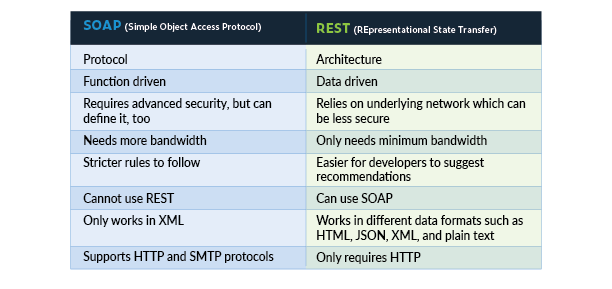 SOAP (Simple Object Access Protocol) REST (REpresentational State Transfer)
Protocol Architecture
Function driven Data driven
Requires advanced security, but can Relies on underlying network which can
define it, too be less secure
Needs more bandwidth Only needs minimum bandwidth
Stricter rules to follow Easier for developers to suggest
recommendations
Cannot use REST Can use SOAP
Only works in XML Works in different data formats such as
HTML, JSON, XML, and plain text
Supports HTTP and SMTP protocols Only requires HTTP